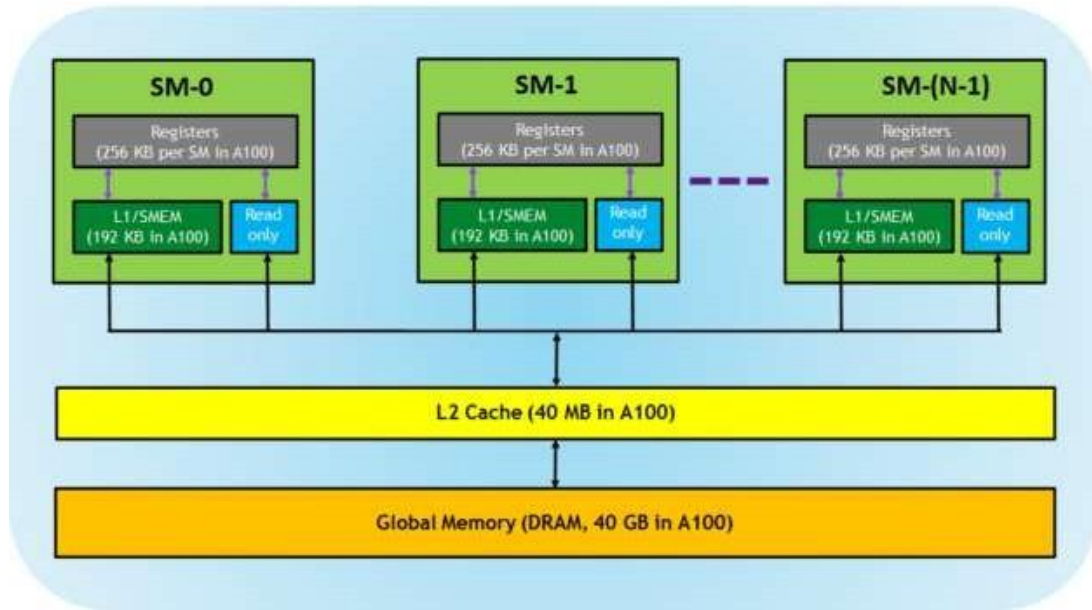 SM-0
Registers
(256 KB per SM in A100)
L1/SMEM
(192 KB in A100)
Read
only
SM-1
Registers
(256 KB per SM in A100)
L1/SMEM
(192 KB in A100)
Read
only
SM-(N-1)
Registers
(256 KB per SM in A100)
L1/SMEM
(192 KB in A100)
Read
only
L2 Cache (40 MB in A100)
Global Memory (DRAM, 40 GB in A100)